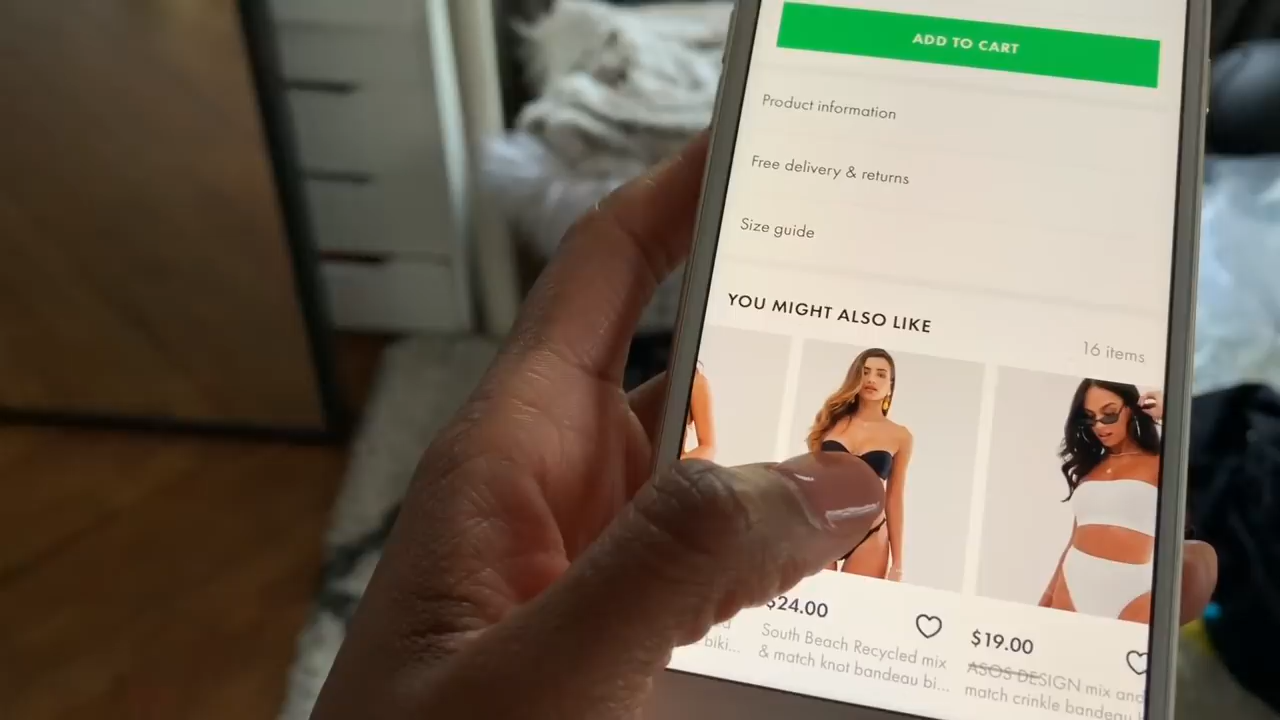 ADD TO CART
Product information
Free delivery & returns
Size guide
YOU MIGHT ALSO LIKE
16 items
biki...
$24.00
South Beach Recycled mix
& match knot bandeau bi...
$19.00
ASOS DESIGN mix and
match crinkle bandeau